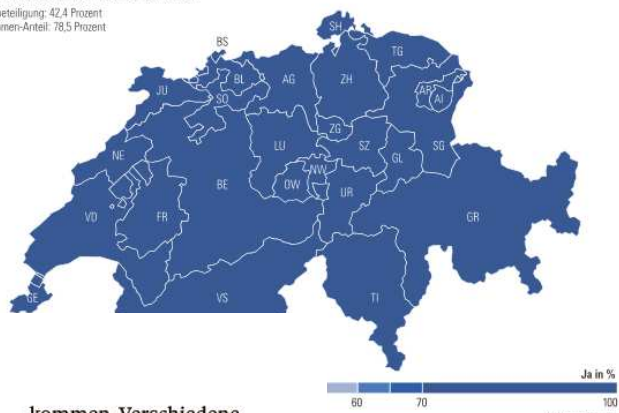 eteiligung: 42,4 Prozent
men-Anteil: 78,5 Prozent
SH
BS
TG
BL
AG
ZH
JU
SO
AR
AI
ZG
NE
LU
SZ
GL
SG
NW
OW
BE
UR
VD
FR
GR
GE
VS
TI
Ja in %
60 70 100
kommen. Verschiedene